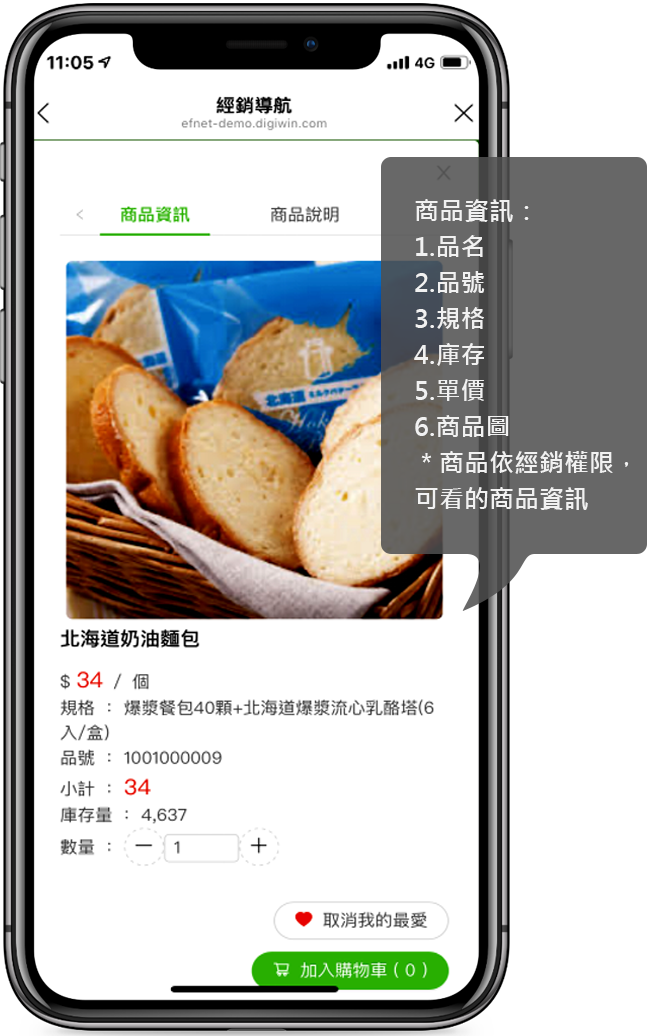 11:05
4G
經銷導航
efnet-demo.digiwin.com
商品資訊
商品說明
商品資訊：
1.品名
2.品號
3.規格
4.庫存
5.單價
6.商品圖
＊商品依經銷權限，
可看的商品資訊
北海道
北海道奶油麵包
$ 34 / 個
規格 ： 爆漿餐包40顆+北海道爆漿流心乳酪塔(6
入/盒)
品號 ： 1001000009
小計 ： 34
庫存量 ： 4,637
數量 ： － 1 ＋
取消我的最愛
加入購物車 ( 0 )